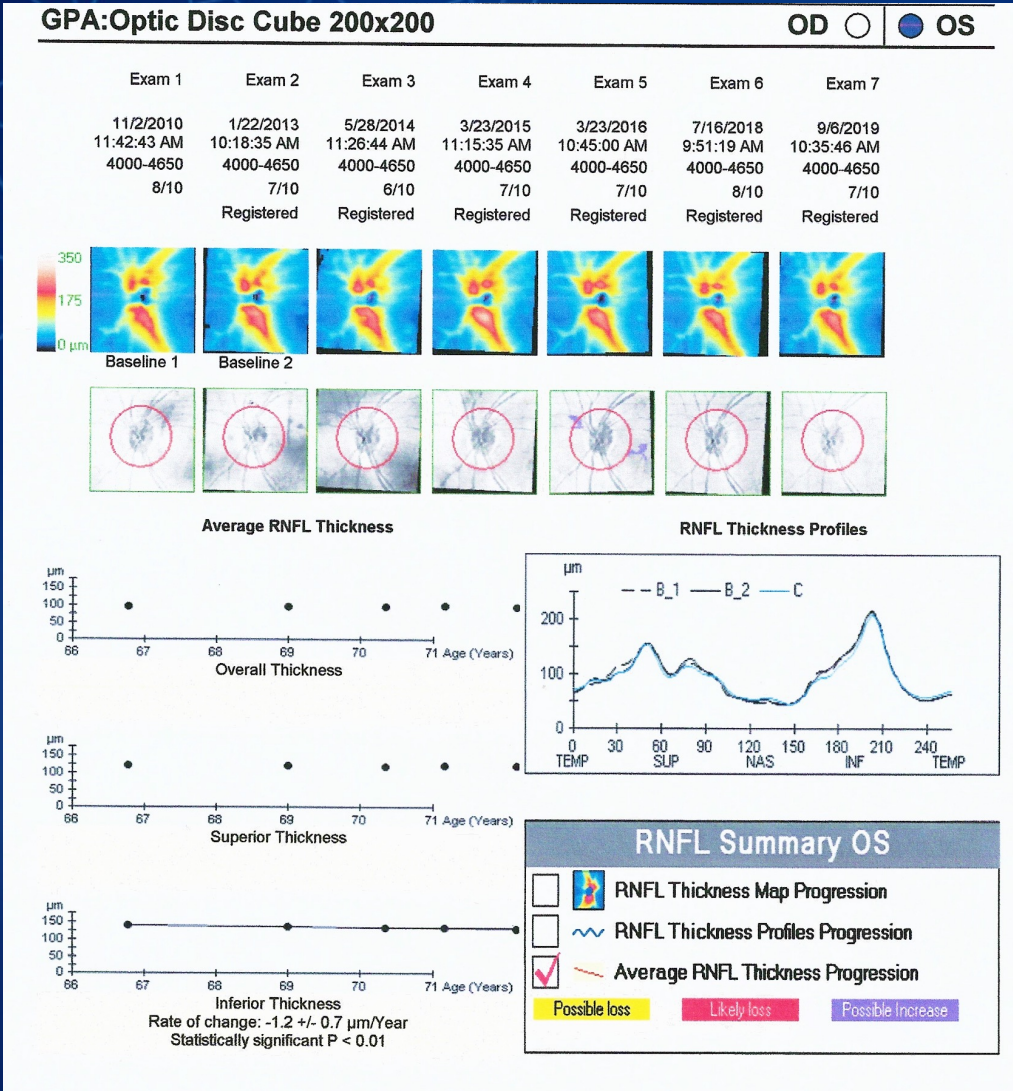 GPA:Optic Disc Cube 200x200 OD OS
Exam 1 Exam 2 Exam 3 Exam 4 Exam 5 Exam 6 Exam 7
11/2/2010 1/22/2013 5/28/2014 3/23/2015 3/23/2016 7/16/2018 9/6/2019
11:42:43 AM 10:18:35 AM 11:26:44 AM 11:15:35 AM 10:45:00 AM 9:51:19 AM 10:35:46 AM
4000-4650 4000-4650 4000-4650 4000-4650 4000-4650 4000-4650 4000-4650
8/10 7/10 6/10 7/10 7/10 8/10 7/10
Registered Registered Registered Registered Registered Registered
350
175
0 µm
Baseline 1 Baseline 2
Average RNFL Thickness
µm
150
100
50
0
66 67 68 69 70 71 Age (Years)
Overall Thickness
µm
150
100
50
0
66 67 68 69 70 71 Age (Years)
Superior Thickness
µm
150
100
50
0
66 67 68 69 70 71 Age (Years)
Inferior Thickness
Rate of change: -1.2 +/- 0.7 µm/Year
Statistically significant P < 0.01
RNFL Thickness Profiles
µm
B_1 B_2 C
200
100
0
0 30 60 90 120 150 180 210 240
TEMP SUP NAS INF TEMP
RNFL Summary OS
RNFL Thickness Map Progression
RNFL Thickness Profiles Progression
Average RNFL Thickness Progression
Possible loss Likely loss Possible Increase